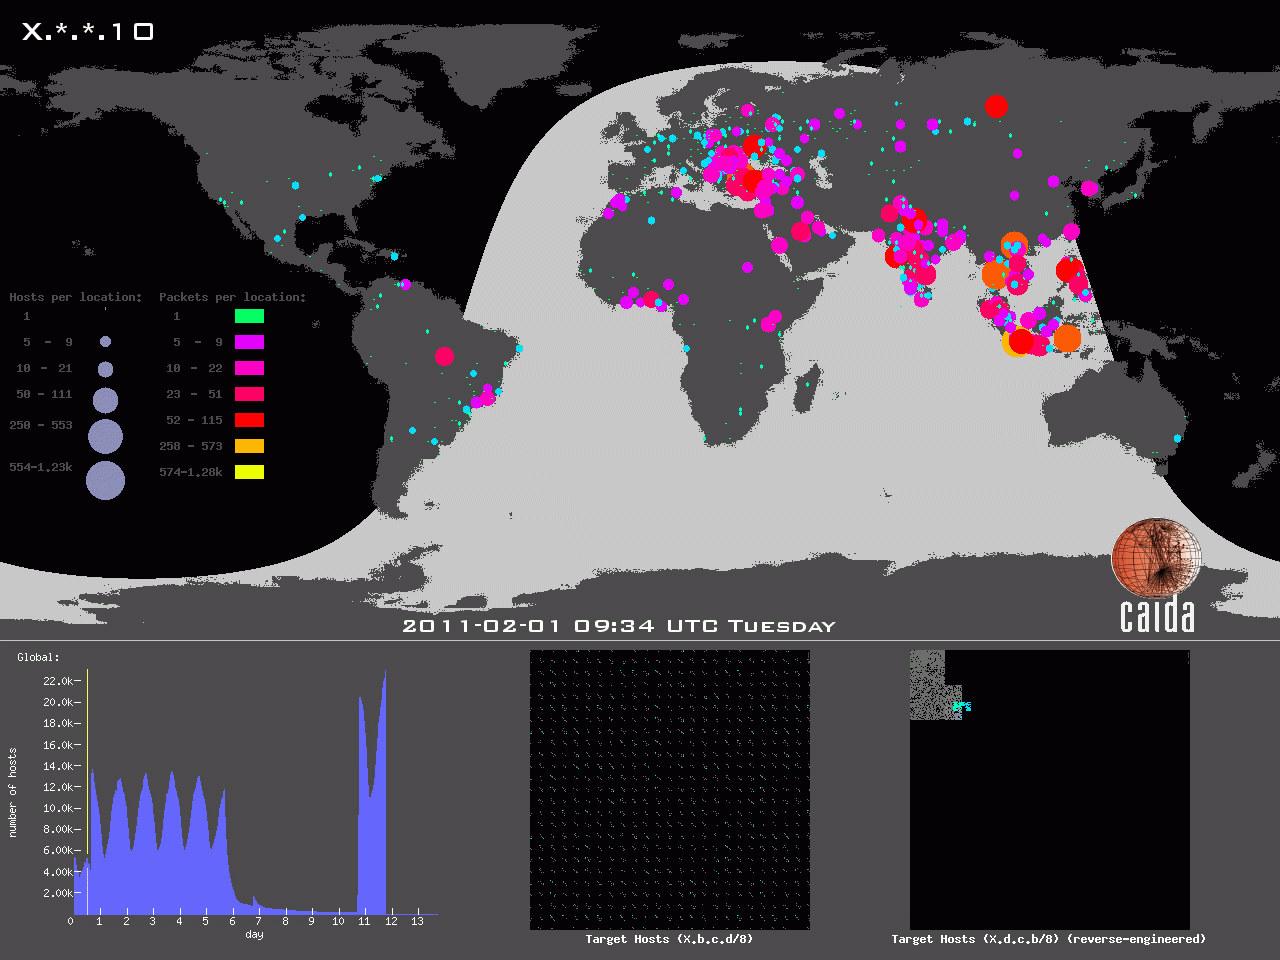 X.*.*.10
Hosts per location: Packets per location:
1 1
5 - 9 5 - 9
10 - 21 10 - 22
50 - 111 23 - 51
250 - 553 52 - 115
258 - 573
554-1.23k 574-1.28k
caida
2011-02-01 09:34 UTC Tuesday
Global:
22.0k
20.0k
18.0k
16.0k
14.0k
12.0k
10.0k
8.00k
6.00k
4.00k
2.00k
number of hosts
0 1 2 3 4 5 6 7 8 9 10 11 12 13
day
Target Hosts (X.b.c.d/8)
Target Hosts (X.d.c.b/8) (reverse-engineered)